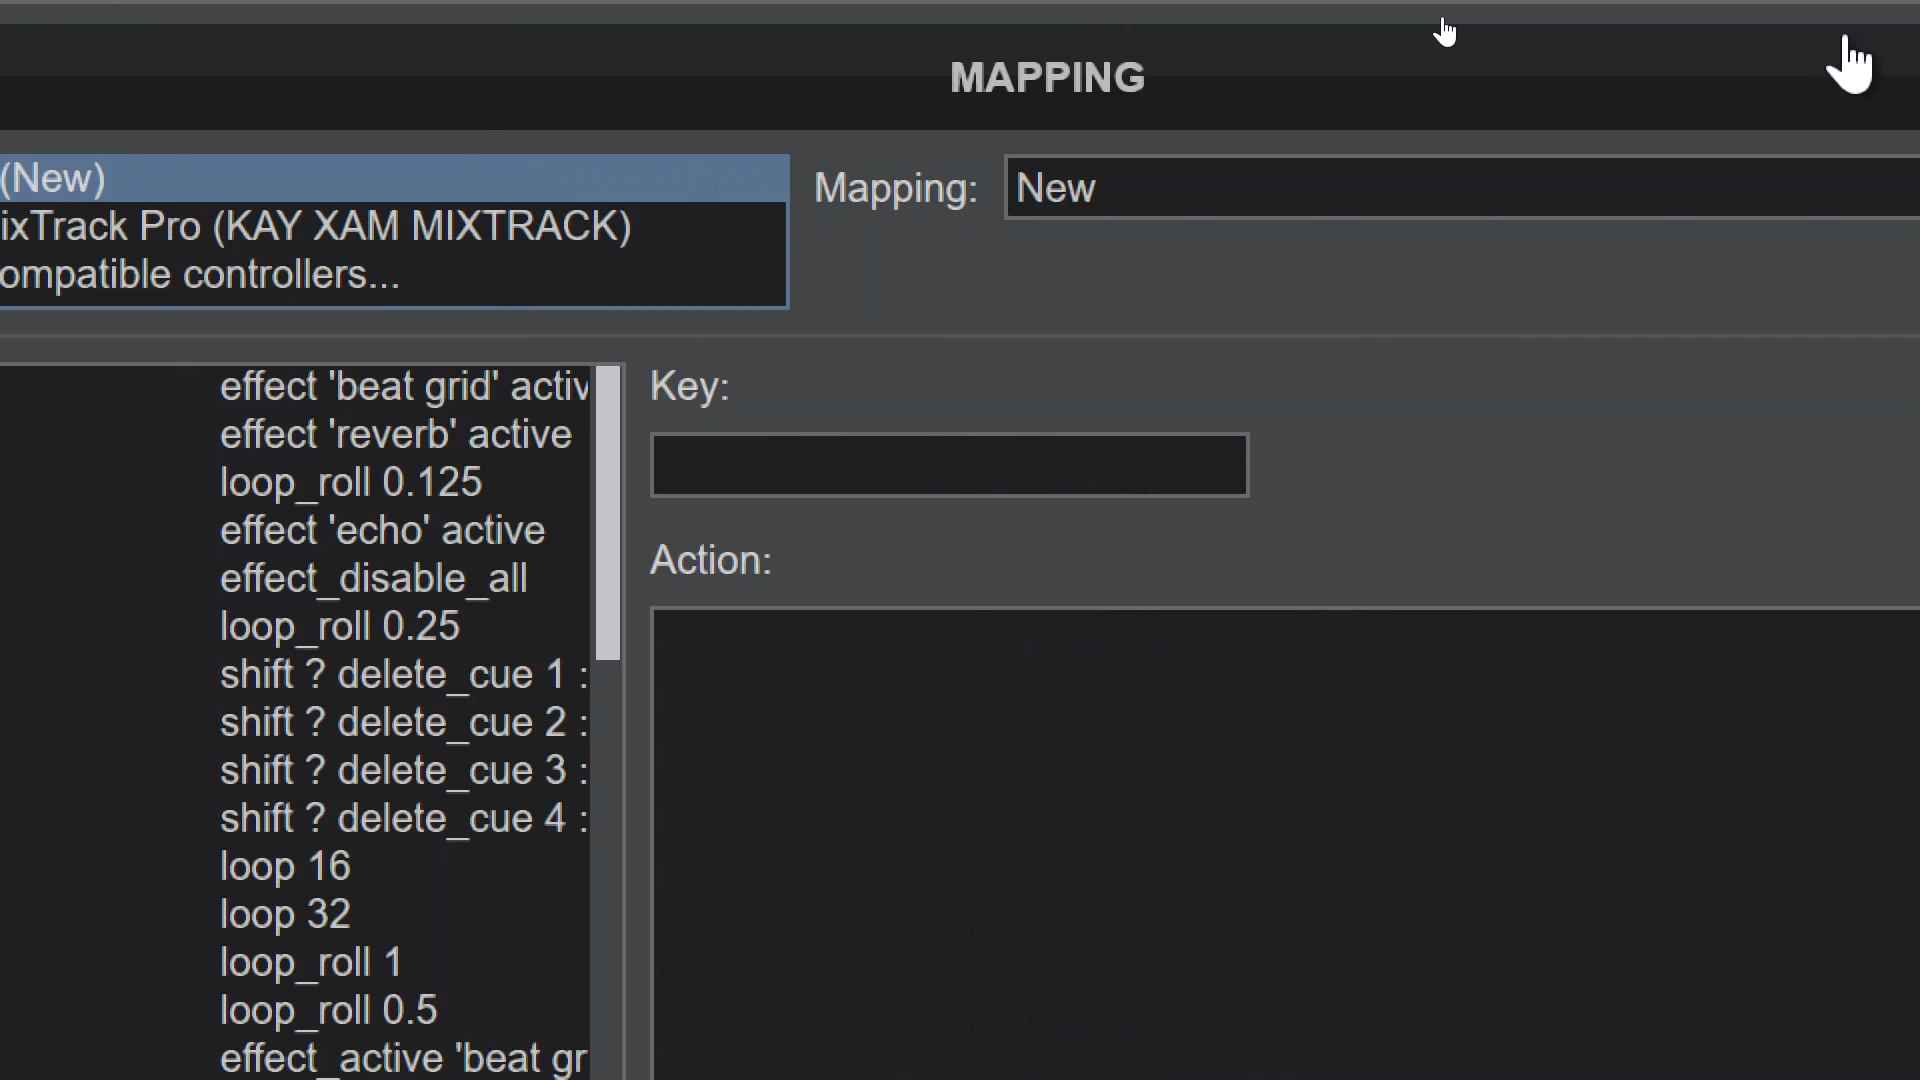 MAPPING
(New)
ixTrack Pro (KAY XAM MIXTRACK)
ompatible controllers...
Mapping: New
effect 'beat grid' activ
effect 'reverb' active
loop_roll 0.125
effect 'echo' active
effect_disable_all
loop_roll 0.25
shift ? delete_cue 1 :
shift ? delete_cue 2 :
shift ? delete_cue 3 :
shift ? delete_cue 4 :
loop 16
loop 32
loop_roll 1
loop_roll 0.5
effect_active 'beat gr
Key:
Action: